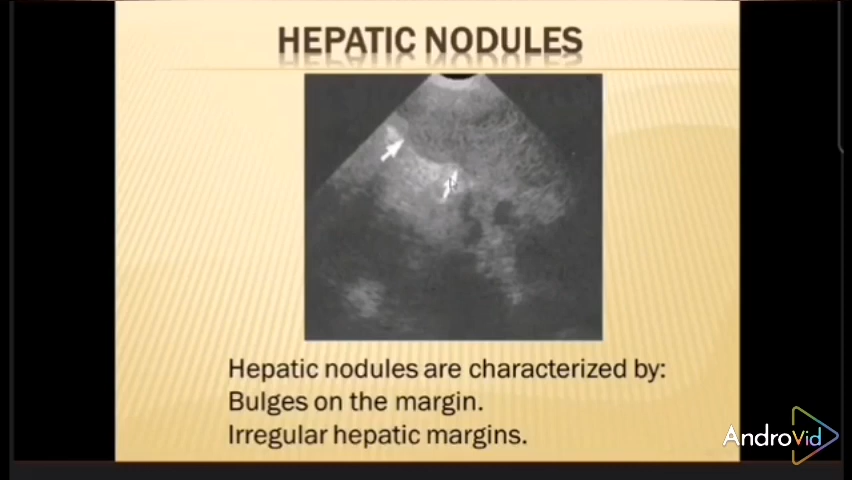 HEPATIC NODULES
Hepatic nodules are characterized by:
Bulges on the margin.
Irregular hepatic margins.
AndroVid